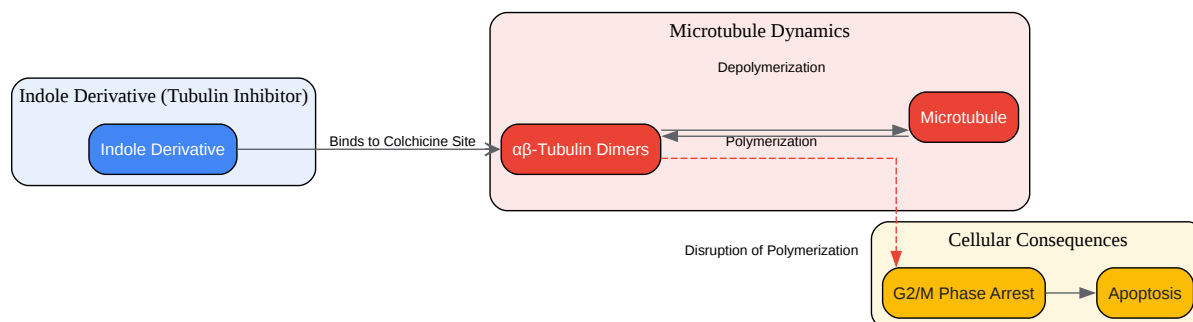 Microtubule Dynamics
Depolymerization
Indole Derivative (Tubulin Inhibitor)
Microtubule
Indole Derivative
Binds to Colchicine Site
αβ-Tubulin Dimers
Polymerization
Disruption of Polymerization
Cellular Consequences
G2/M Phase Arrest
Apoptosis